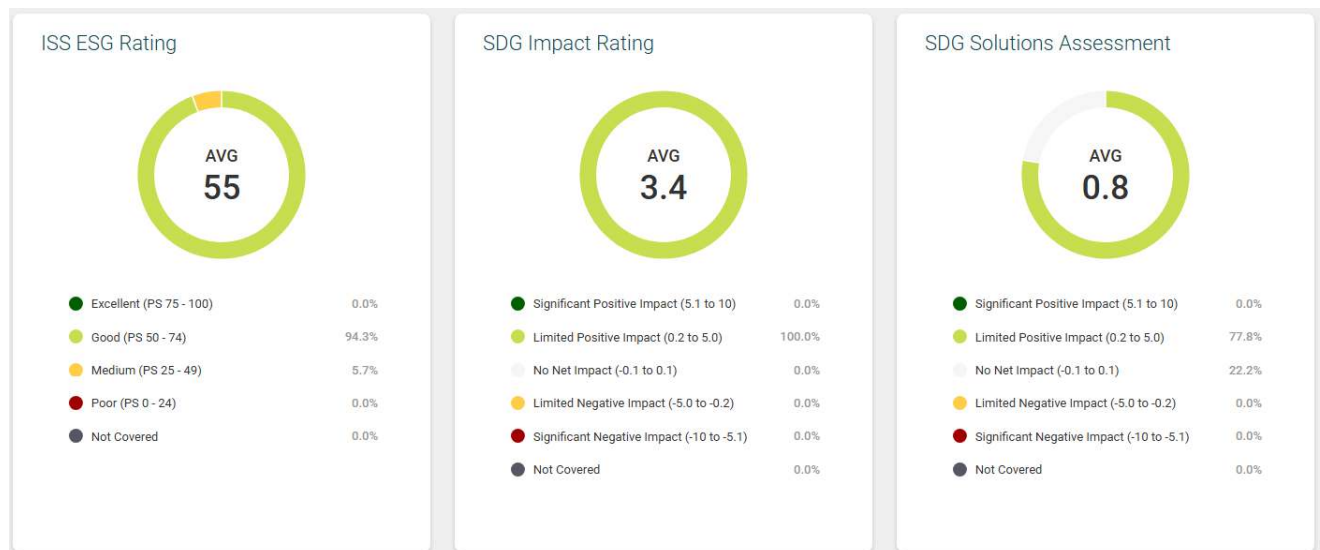 ISS ESG Rating
AVG
55
Excellent (PS 75 - 100) 0.0%
Good (PS 50 - 74) 94.3%
Medium (PS 25 - 49) 5.7%
Poor (PS 0 - 24) 0.0%
Not Covered 0.0%
SDG Impact Rating
AVG
3.4
Significant Positive Impact (5.1 to 10) 0.0%
Limited Positive Impact (0.2 to 5.0) 100.0%
No Net Impact (-0.1 to 0.1) 0.0%
Limited Negative Impact (-5.0 to -0.2) 0.0%
Significant Negative Impact (-10 to -5.1) 0.0%
Not Covered 0.0%
SDG Solutions Assessment
AVG
0.8
Significant Positive Impact (5.1 to 10) 0.0%
Limited Positive Impact (0.2 to 5.0) 77.8%
No Net Impact (-0.1 to 0.1) 22.2%
Limited Negative Impact (-5.0 to -0.2) 0.0%
Significant Negative Impact (-10 to -5.1) 0.0%
Not Covered 0.0%